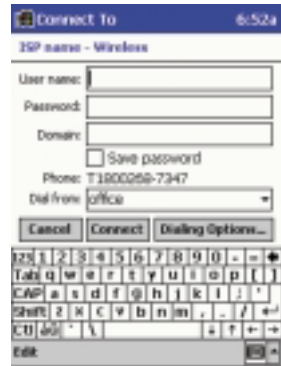 Connect To 6:52a
ISP name - Wireless
User name:
Password:
Domain:
Save password
Phone: T1800258-7347
Dial from: office
Cancel Connect Dialing Options...
123 1 2 3 4 5 6 7 8 9 0 - =
Tab q w e r t y u i o p [ ]
CAP a s d f g h j k l ; '
Shift z x c v b n m , . /
Ctl áü ` \
Edit